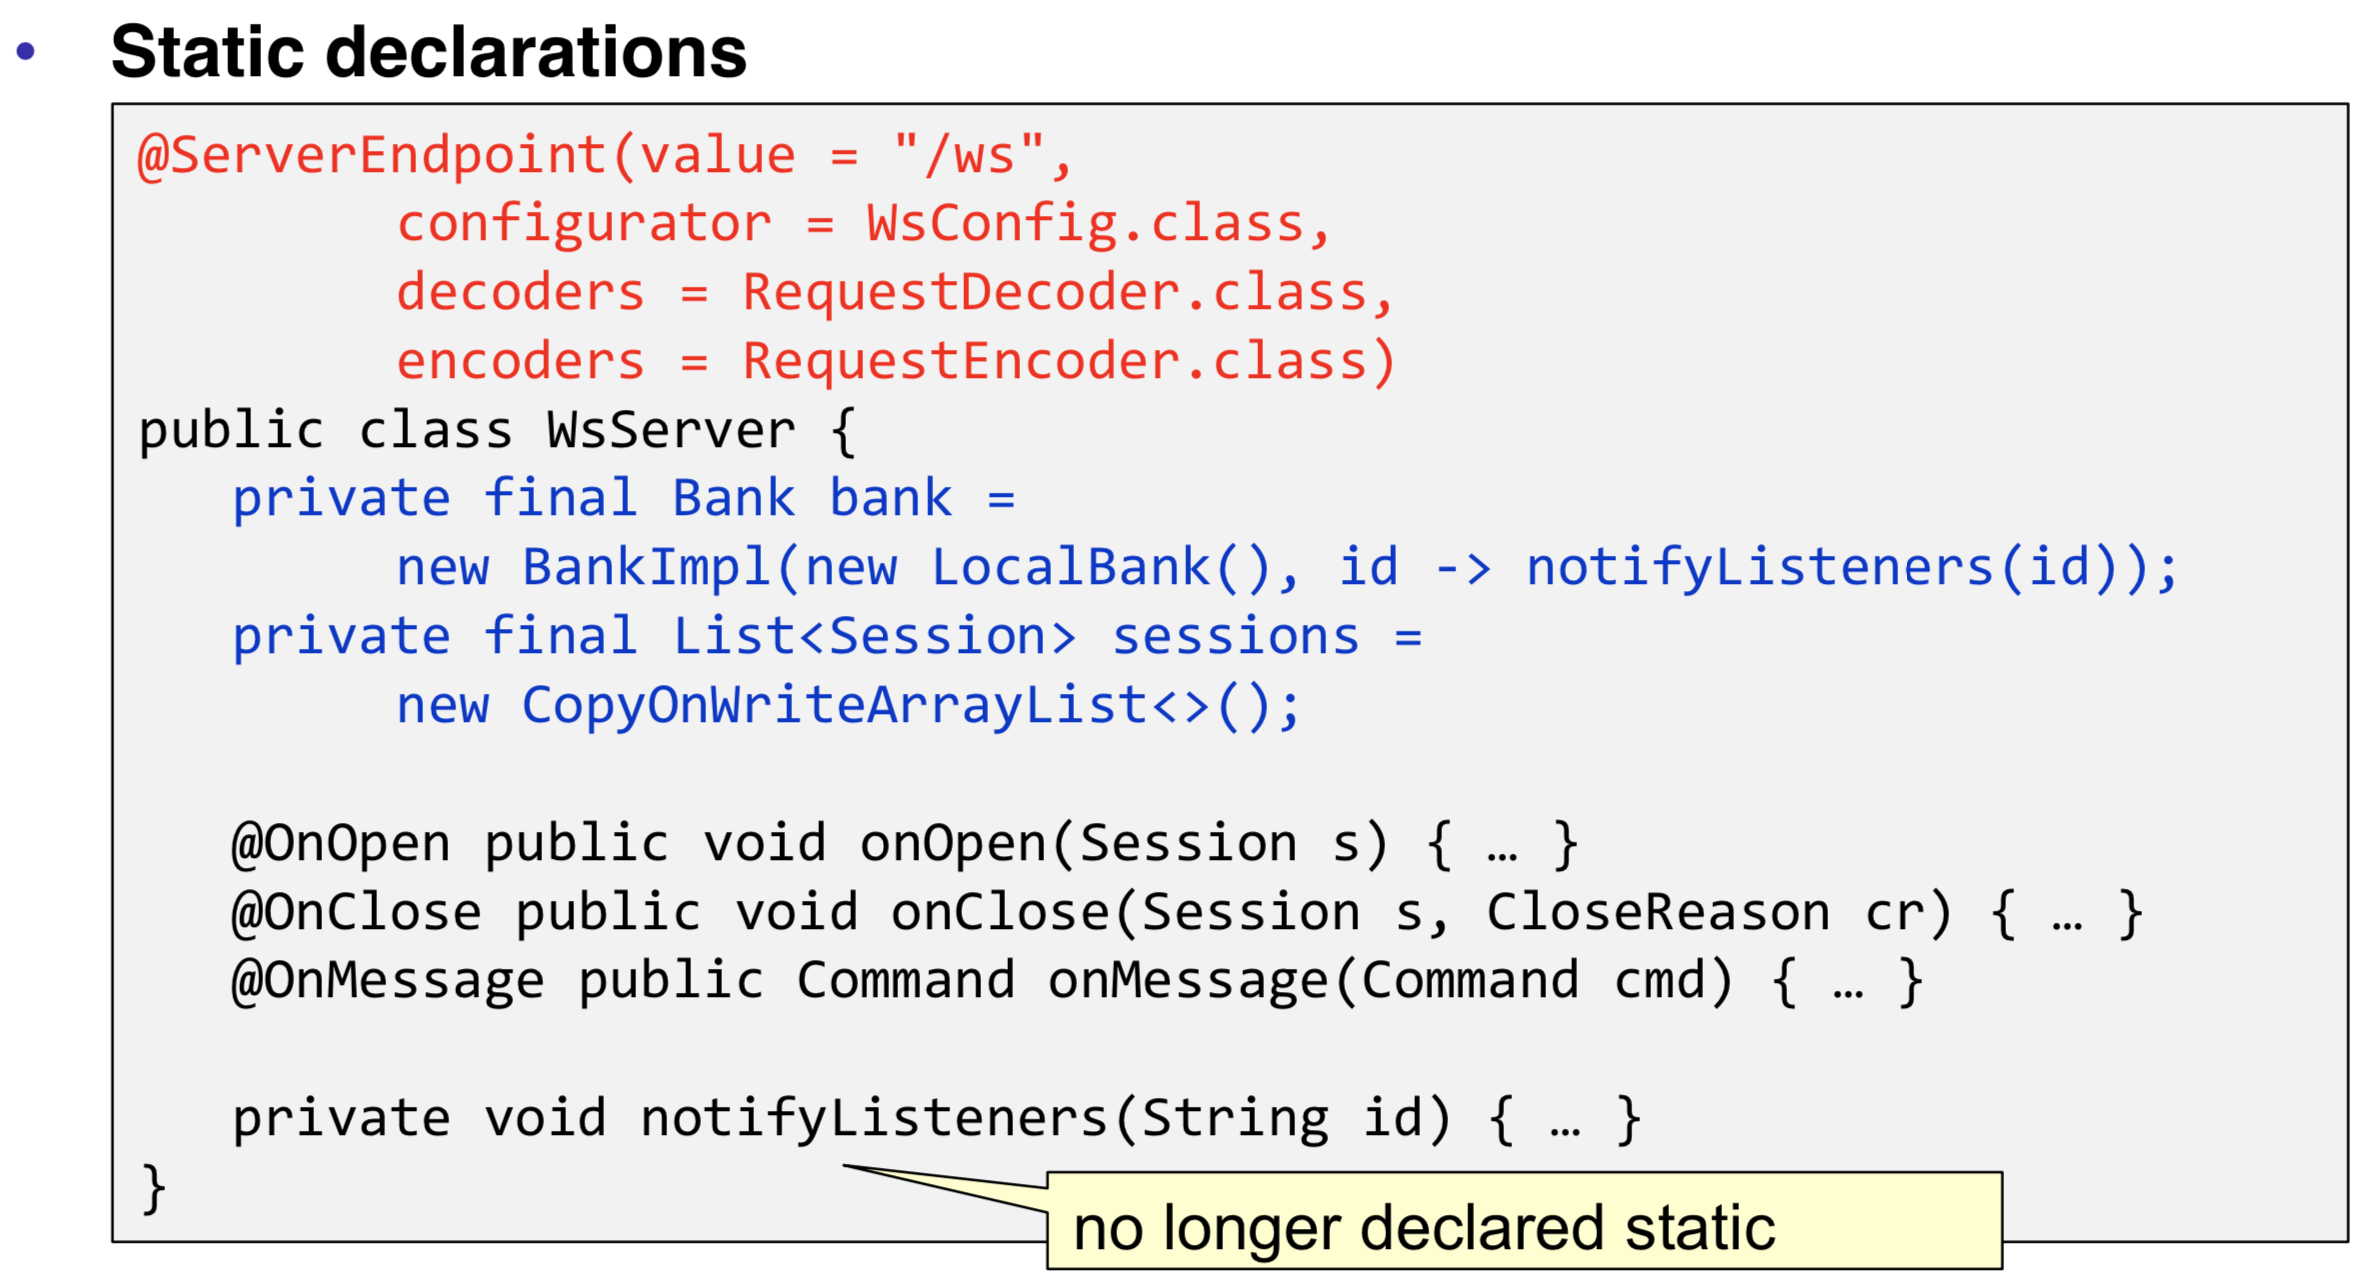 • Static declarations
@ServerEndpoint(value = "/ws",
configurator = WsConfig.class,
decoders = RequestDecoder.class,
encoders = RequestEncoder.class)
public class WsServer {
private final Bank bank =
new BankImpl(new LocalBank(), id -> notifyListeners(id));
private final List<Session> sessions =
new CopyOnWriteArrayList<>();
@OnOpen public void onOpen(Session s) { … }
@OnClose public void onClose(Session s, CloseReason cr) { … }
@OnMessage public Command onMessage(Command cmd) { … }
private void notifyListeners(String id) { … }
}
no longer declared static